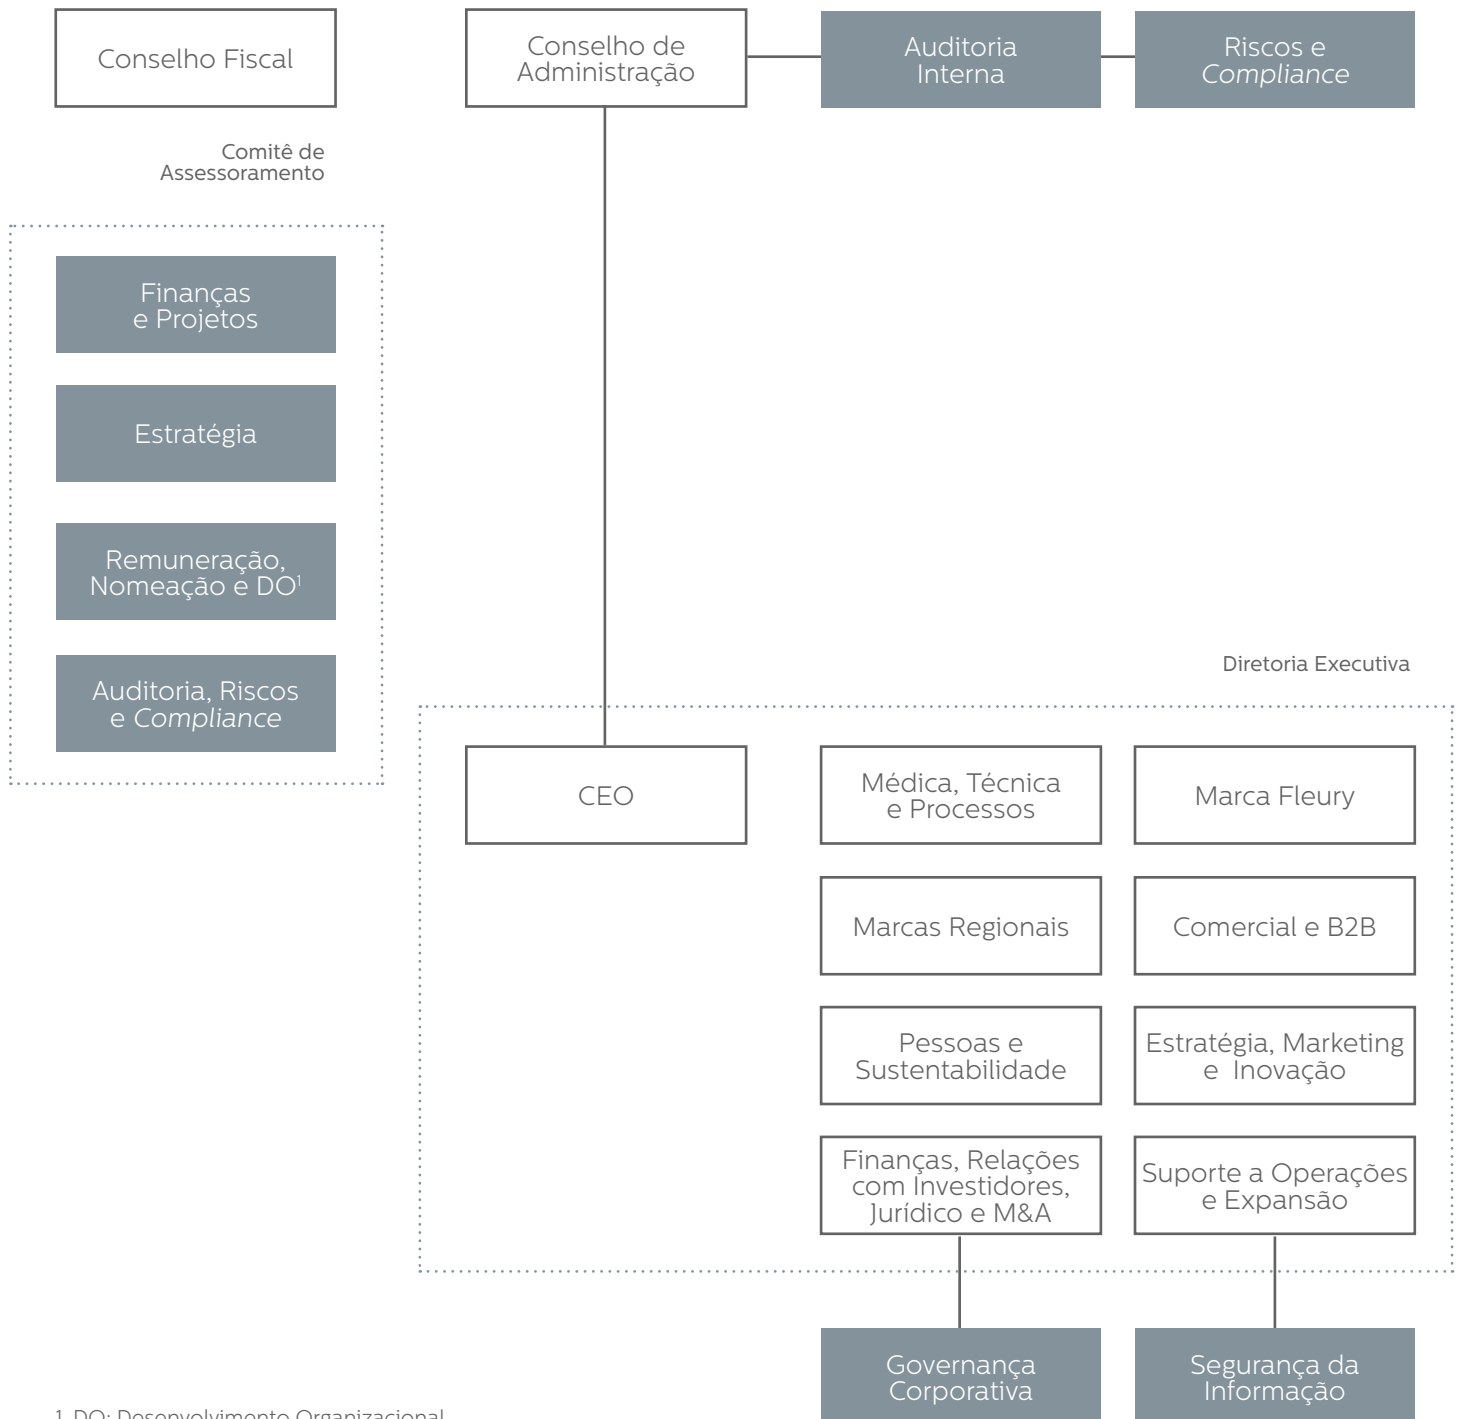 Conselho Fiscal
Conselho de
Administração
Auditoria
Interna
Riscos e
Compliance
Comitê de
Assessoramento
Finanças
e Projetos
Estratégia
Remuneração,
Nomeação e DO¹
Auditoria, Riscos
e Compliance
Diretoria Executiva
CEO
Médica, Técnica
e Processos
Marca Fleury
Marcas Regionais
Comercial e B2B
Pessoas e
Sustentabilidade
Estratégia, Marketing
e Inovação
Finanças, Relações
com Investidores,
Jurídico e M&A
Suporte a Operações
e Expansão
Governança
Corporativa
Segurança da
Informação
1. DO: Desenvolvimento Organizacional